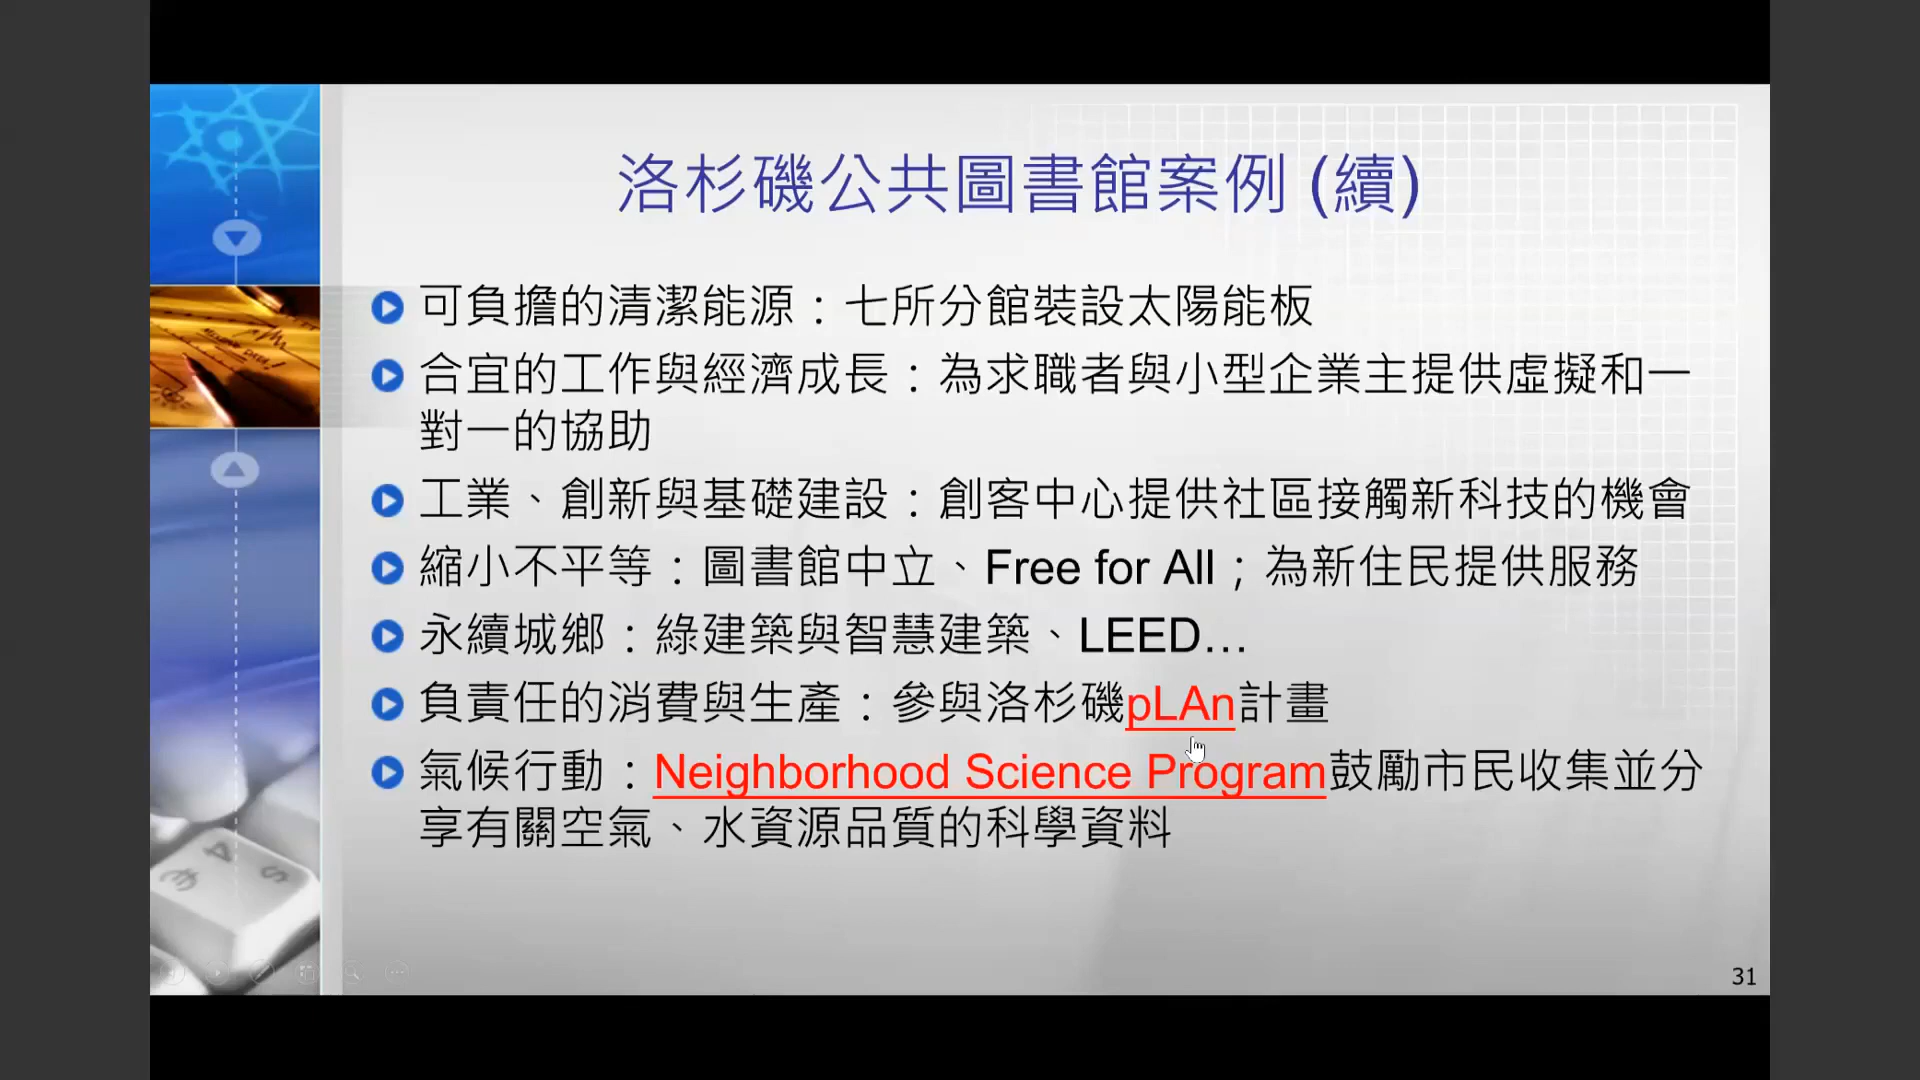 洛杉磯公共圖書館案例 (續)
可負擔的清潔能源：七所分館裝設太陽能板
合宜的工作與經濟成長：為求職者與小型企業主提供虛擬和一
對一的協助
工業、創新與基礎建設：創客中心提供社區接觸新科技的機會
縮小不平等：圖書館中立、Free for All；為新住民提供服務
永續城鄉：綠建築與智慧建築、LEED…
負責任的消費與生產：參與洛杉磯pLAn計畫
氣候行動：Neighborhood Science Program鼓勵市民收集並分
享有關空氣、水資源品質的科學資料
31